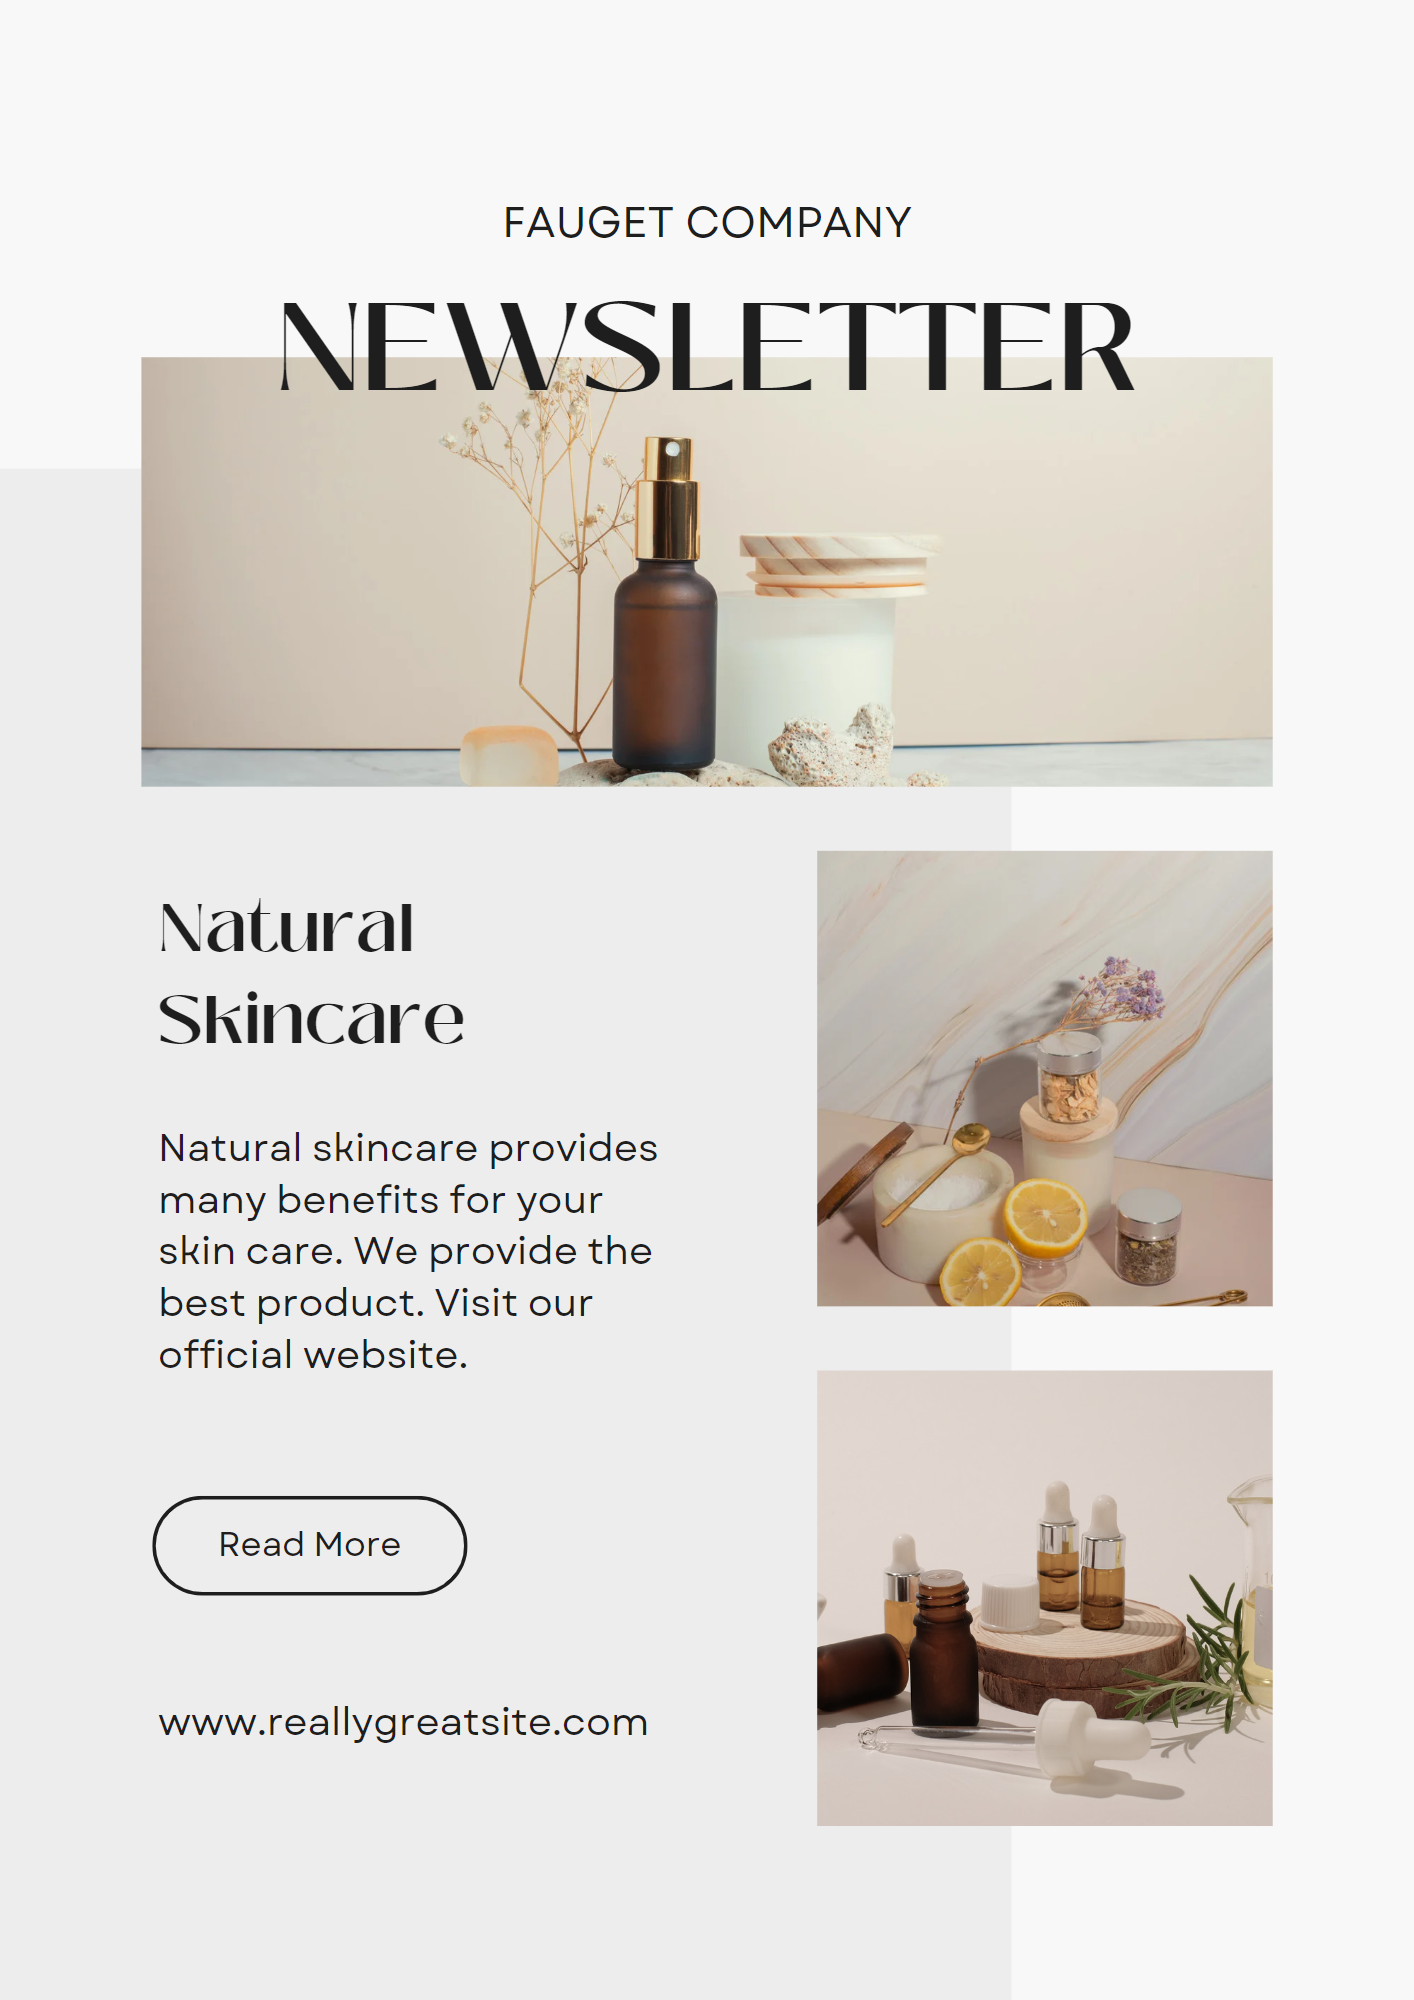 FAUGET COMPANY
NEWSLETTER
Natural
Skincare
Natural skincare provides
many benefits for your
skin care. We provide the
best product. Visit our
official website.
Read More
www.reallygreatsite.com